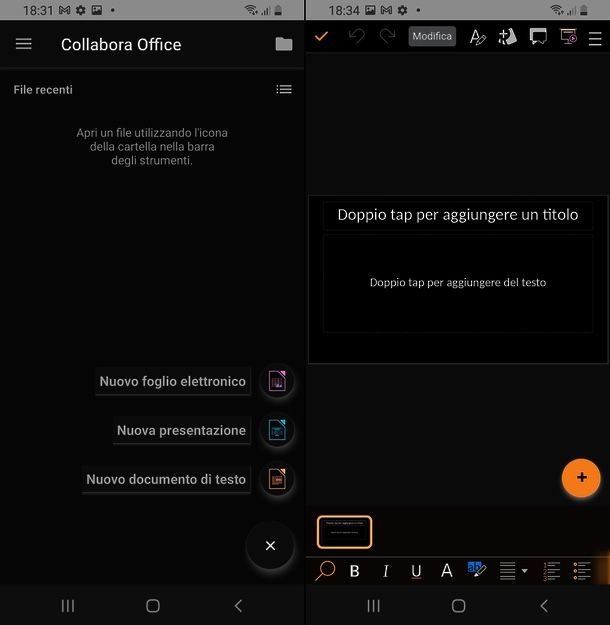 18:31
Collabora Office
File recenti
Apri un file utilizzando l'icona
della cartella nella barra
degli strumenti.
Nuovo foglio elettronico
Nuova presentazione
Nuovo documento di testo
18:34
Modifica
Doppio tap per aggiungere un titolo
Doppio tap per aggiungere del testo
B I U A